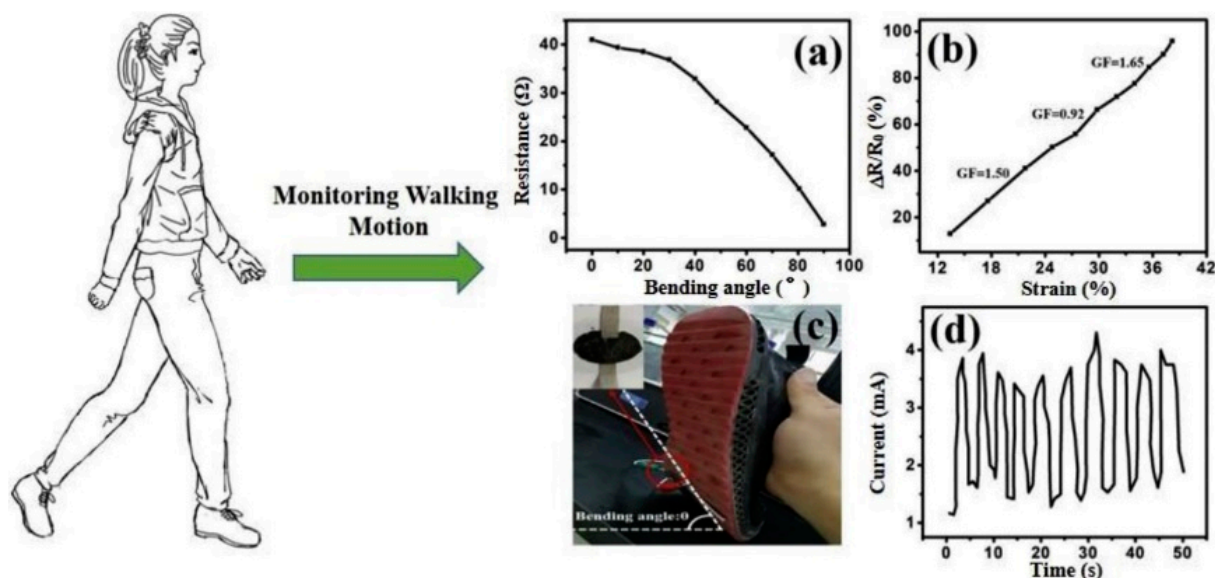 Monitoring Walking
Motion
(a)
Resistance (Ω)
40
30
20
10
0
0 20 40 60 80 100
Bending angle (°)
(b)
ΔR/R0 (%)
100
80
60
40
20
GF=1.65
GF=0.92
GF=1.50
12 18 24 30 36 42
Strain (%)
(c)
Bending angle:θ
(d)
Current (mA)
4
3
2
1
0 10 20 30 40 50
Time (s)